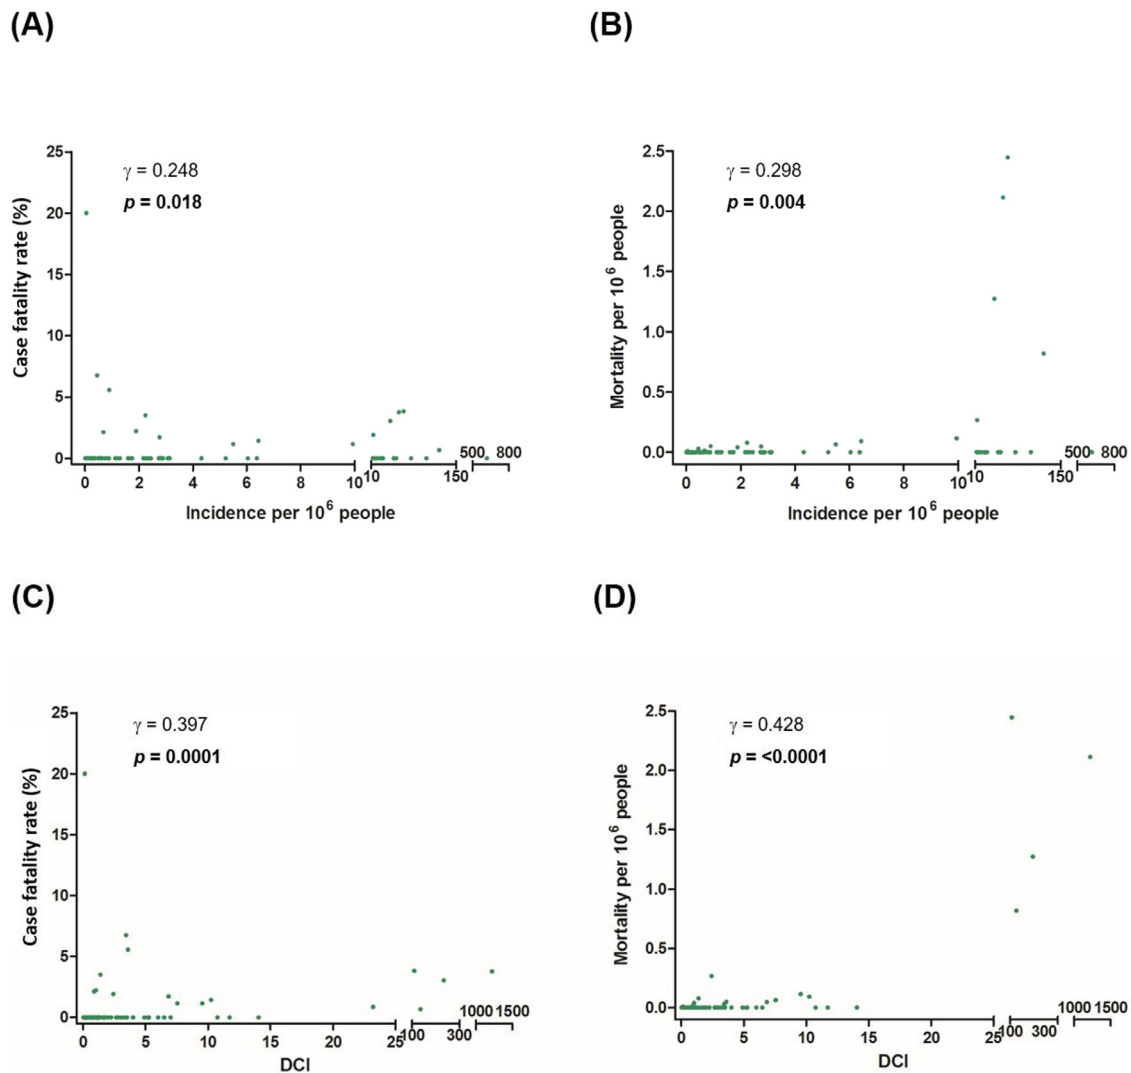 (A)
25
20
15
10
5
0
Case fatality rate (%)
γ = 0.248
p = 0.018
0 2 4 6 8 10 10 150
500 800
Incidence per 10^6 people
(B)
2.5
2.0
1.5
1.0
0.5
0.0
Mortality per 10^6 people
γ = 0.298
p = 0.004
0 2 4 6 8 10 10 150
500 800
Incidence per 10^6 people
(C)
25
20
15
10
5
0
Case fatality rate (%)
γ = 0.397
p = 0.0001
0 5 10 15 20 25 100 300
1000 1500
DCI
(D)
2.5
2.0
1.5
1.0
0.5
0.0
Mortality per 10^6 people
γ = 0.428
p = <0.0001
0 5 10 15 20 25 100 300
1000 1500
DCI